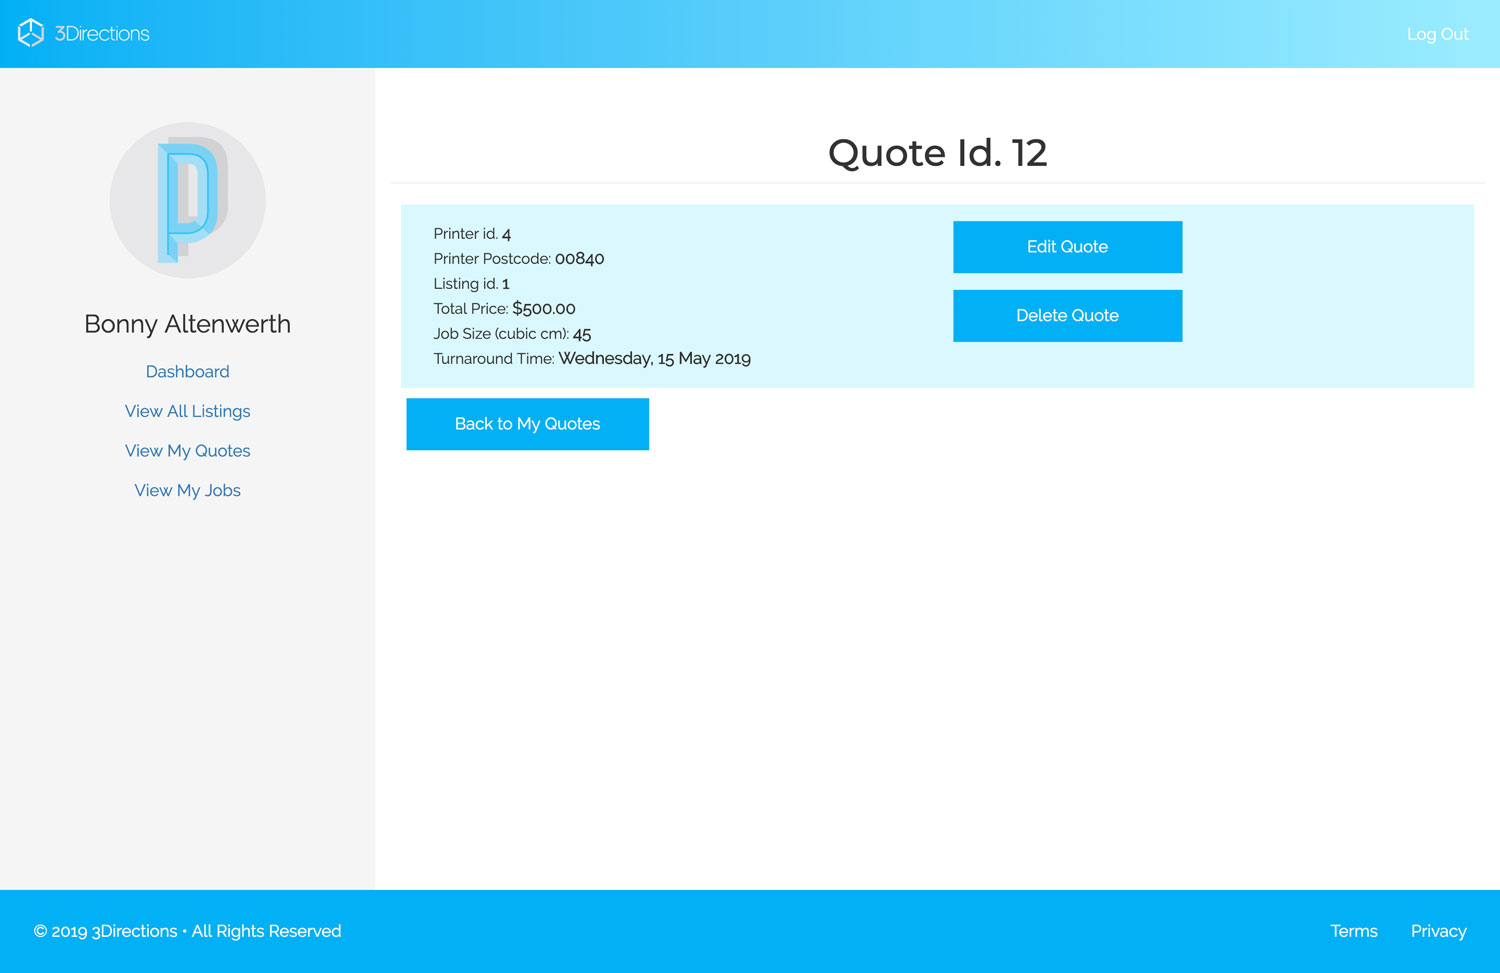 3Directions
Log Out
P
Bonny Altenwerth
Dashboard
View All Listings
View My Quotes
View My Jobs
Quote Id. 12
Printer id. 4
Printer Postcode: 00840
Listing id. 1
Total Price: $500.00
Job Size (cubic cm): 45
Turnaround Time: Wednesday, 15 May 2019
Edit Quote
Delete Quote
Back to My Quotes
© 2019 3Directions • All Rights Reserved
Terms
Privacy